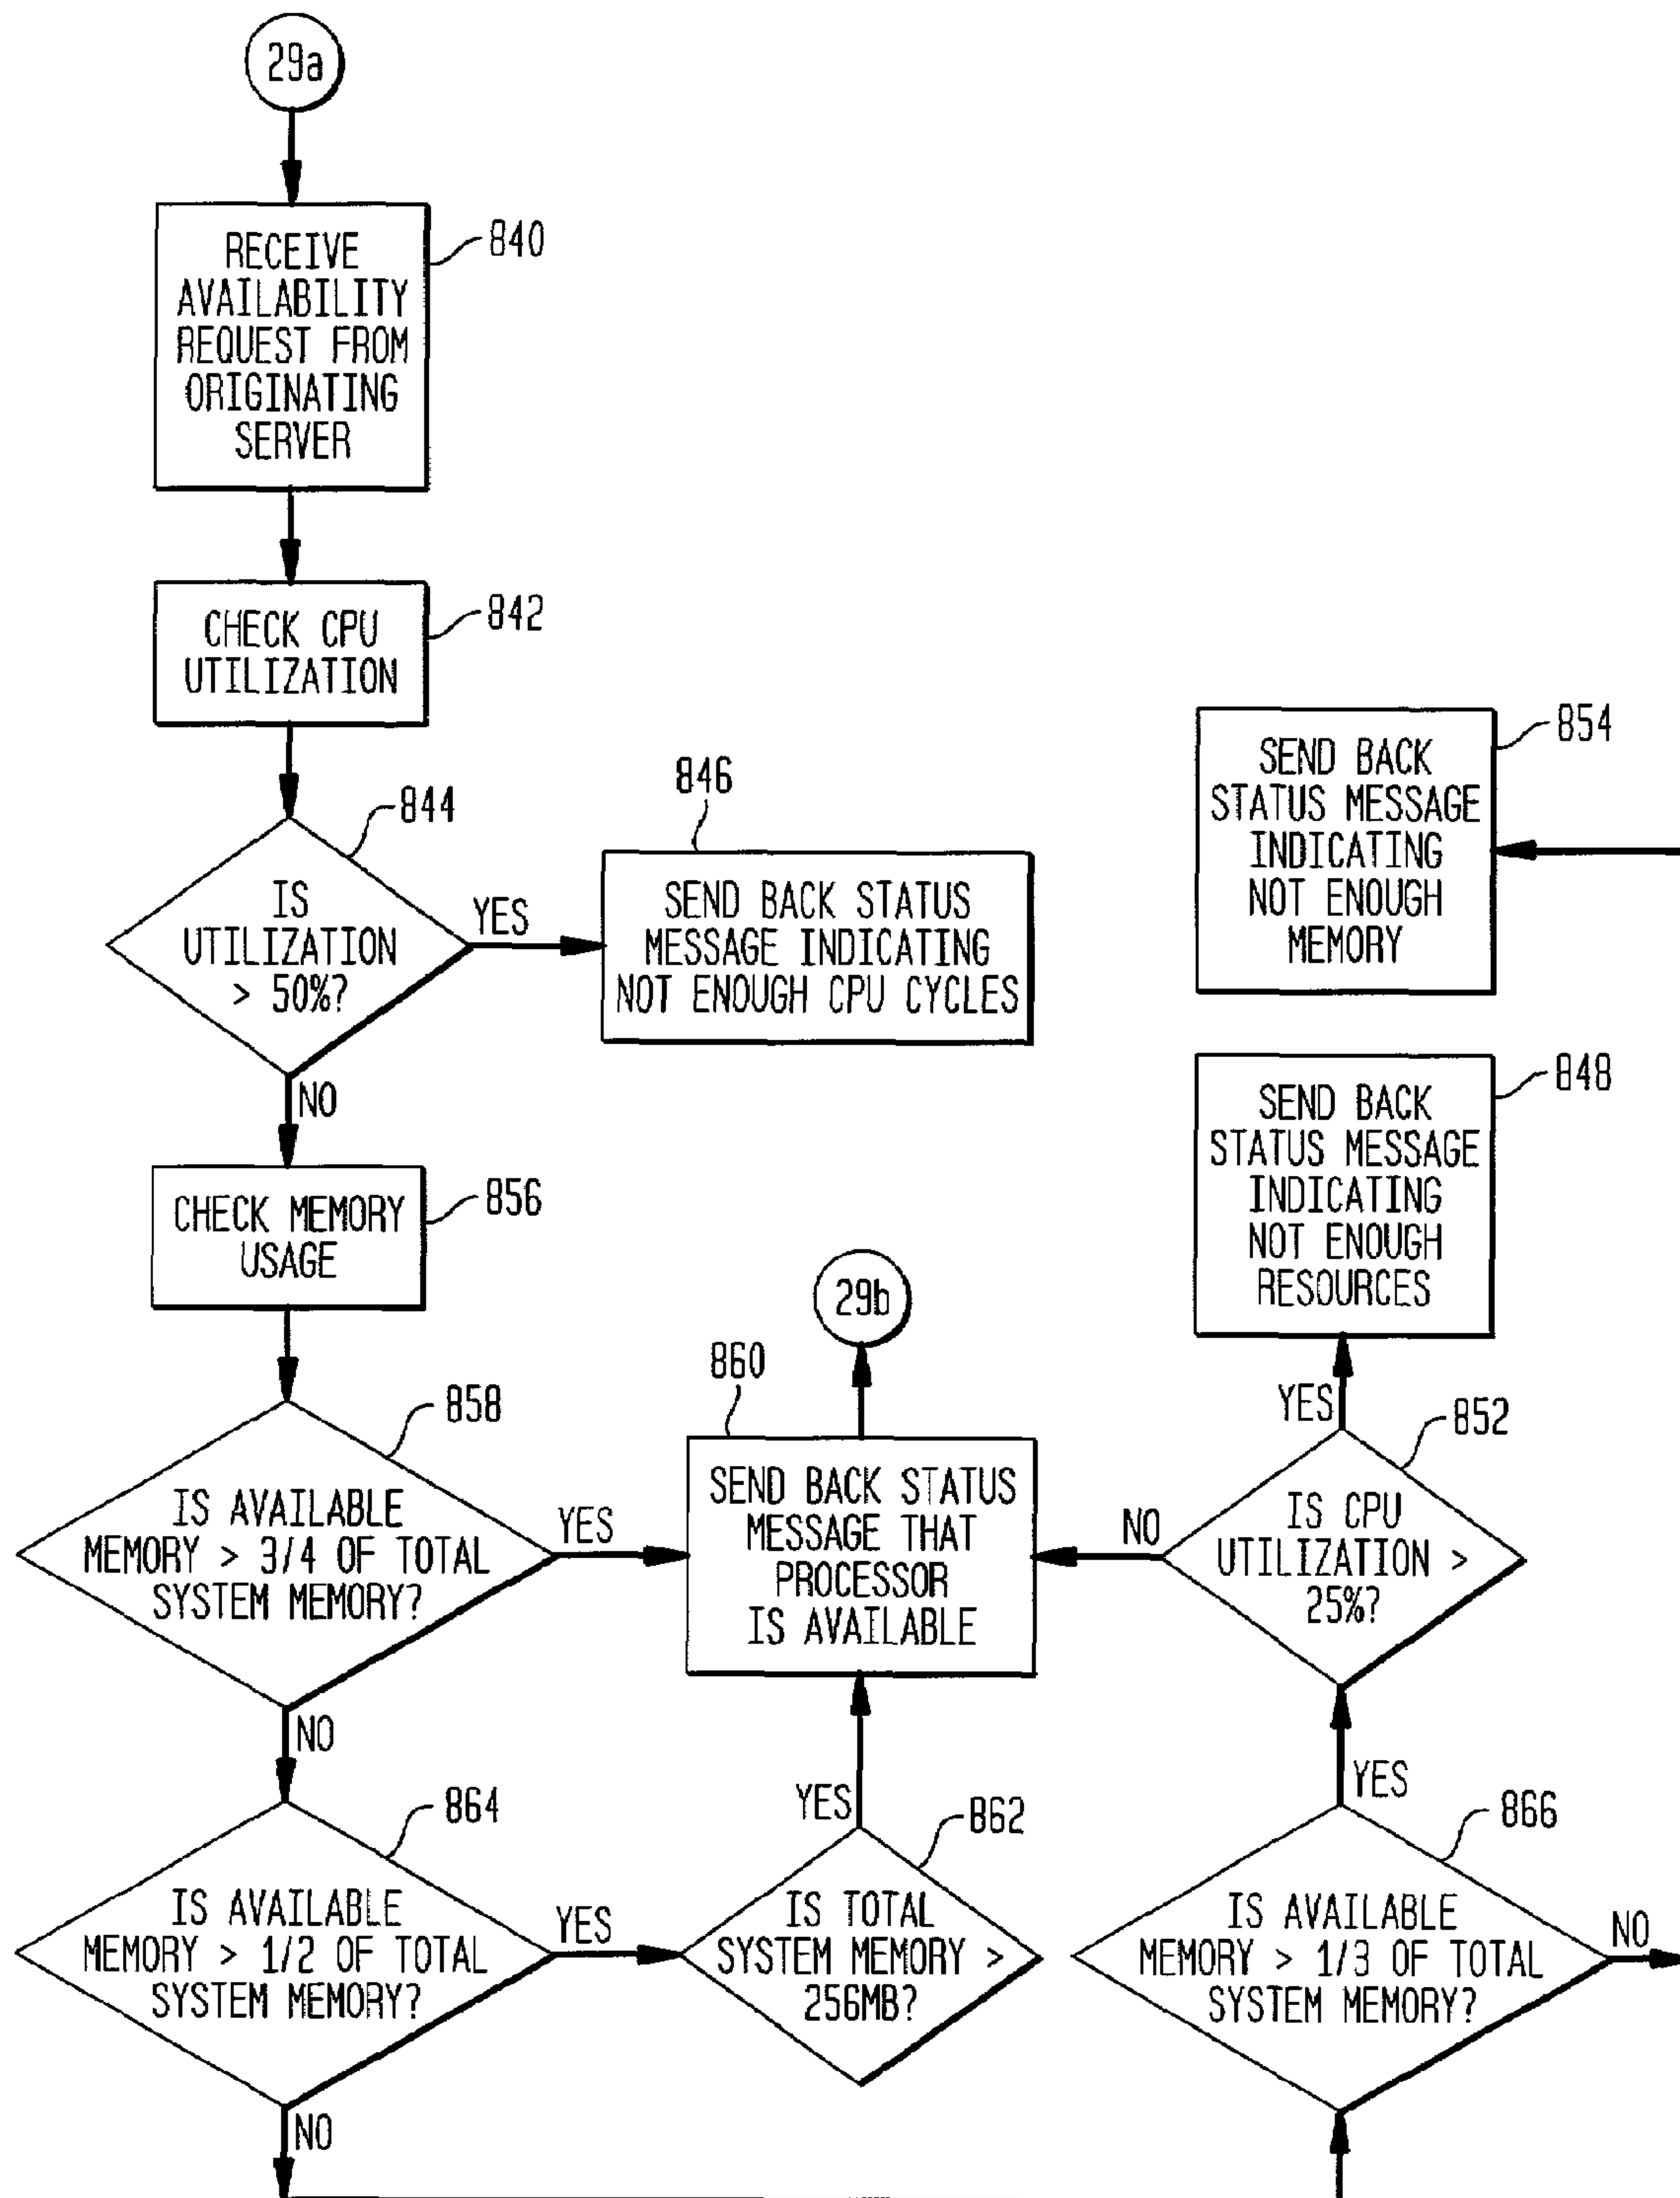 29a
RECEIVE
AVAILABILITY
REQUEST FROM
ORIGINATING
SERVER
840
CHECK CPU
UTILIZATION
842
844
IS
UTILIZATION
> 50%?
YES
NO
846
SEND BACK STATUS
MESSAGE INDICATING
NOT ENOUGH CPU CYCLES
854
SEND BACK
STATUS MESSAGE
INDICATING
NOT ENOUGH
MEMORY
848
SEND BACK
STATUS MESSAGE
INDICATING
NOT ENOUGH
RESOURCES
CHECK MEMORY
USAGE
856
858
IS AVAILABLE
MEMORY > 3/4 OF TOTAL
SYSTEM MEMORY?
YES
NO
29b
860
SEND BACK STATUS
MESSAGE THAT
PROCESSOR
IS AVAILABLE
YES
852
IS CPU
UTILIZATION >
25%?
NO
864
IS AVAILABLE
MEMORY > 1/2 OF TOTAL
SYSTEM MEMORY?
YES
NO
YES
862
IS TOTAL
SYSTEM MEMORY >
256MB?
YES
866
IS AVAILABLE
MEMORY > 1/3 OF TOTAL
SYSTEM MEMORY?
NO